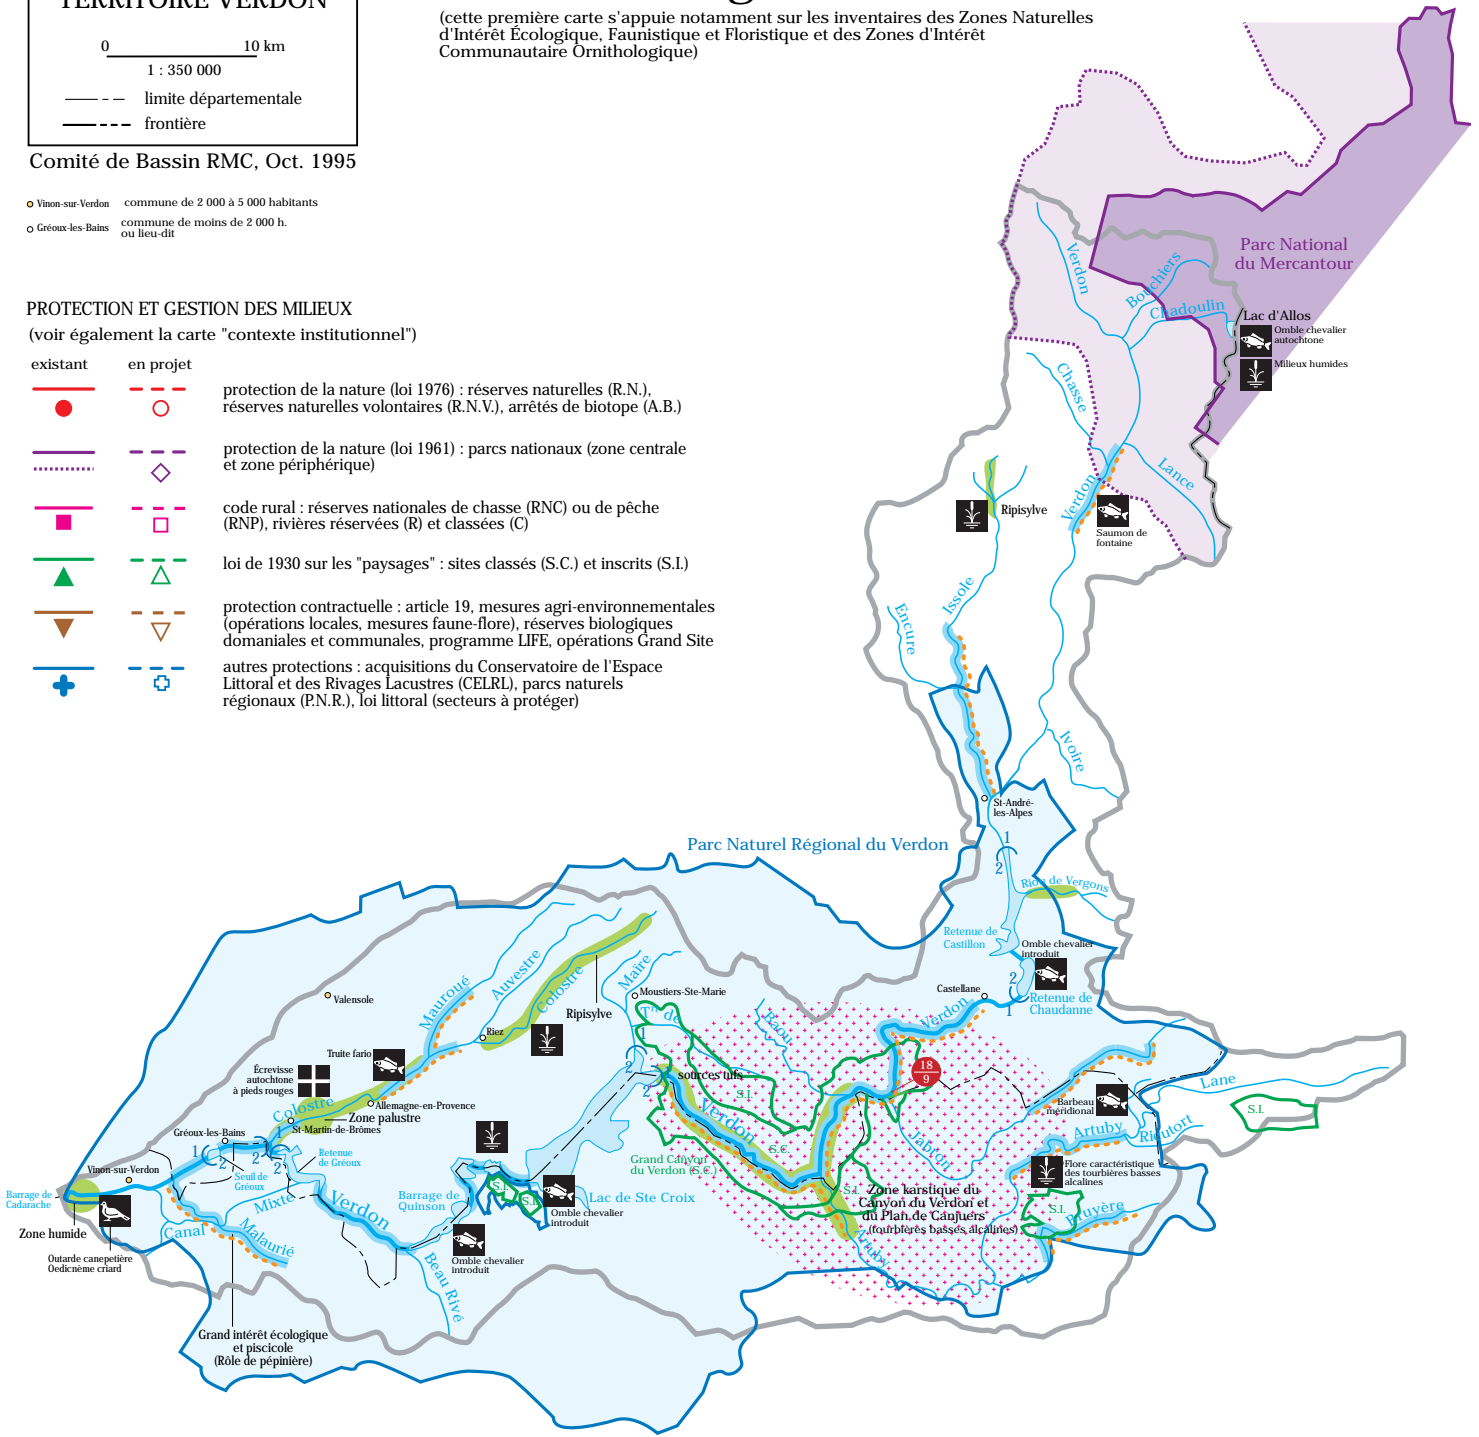 TERRITOIRE VERDON
0 10 km
1 : 350 000
limite départementale
frontière
Comité de Bassin RMC, Oct. 1995
Vinon-sur-Verdon commune de 2 000 à 5 000 habitants
Gréoux-les-Bains commune de moins de 2 000 h.
ou lieu-dit
(cette première carte s'appuie notamment sur les inventaires des Zones Naturelles
d'Intérêt Écologique, Faunistique et Floristique et des Zones d'Intérêt
Communautaire Ornithologique)
PROTECTION ET GESTION DES MILIEUX
(voir également la carte "contexte institutionnel")
existant en projet
protection de la nature (loi 1976) : réserves naturelles (R.N.),
réserves naturelles volontaires (R.N.V.), arrêtés de biotope (A.B.)
protection de la nature (loi 1961) : parcs nationaux (zone centrale
et zone périphérique)
code rural : réserves nationales de chasse (RNC) ou de pêche
(RNP), rivières réservées (R) et classées (C)
loi de 1930 sur les "paysages" : sites classés (S.C.) et inscrits (S.I.)
protection contractuelle : article 19, mesures agri-environnementales
(opérations locales, mesures faune-flore), réserves biologiques
domaniales et communales, programme LIFE, opérations Grand Site
autres protections : acquisitions du Conservatoire de l'Espace
Littoral et des Rivages Lacustres (CELRL), parcs naturels
régionaux (P.N.R.), loi littoral (secteurs à protéger)
Parc National
du Mercantour
Verdon
Bouchiers
Chadoulin
Lac d'Allos
Omble chevalier
autochtone
Milieux humides
Chasse
Lance
Verdon
Saumon de
fontaine
Ripisylve
Issole
Encure
Ivoire
St-André-
les-Alpes
Parc Naturel Régional du Verdon
1
2
Riou de Vergons
Retenue de
Castillon
Omble chevalier
introduit
2
1
Castellane
Retenue de
Chaudanne
Verdon
Valensole
Mauroué
Auvestre
Colostre
Maïre
Moustiers-Ste-Marie
Ripisylve
Riez
Truite fario
Écrevisse
autochtone
à pieds rouges
Colostre
Allemagne-en-Provence
Zone palustre
St-Martin-de-Brômes
Gréoux-les-Bains
1
2
1
2
2
Seuil de
Gréoux
Retenue
de Gréoux
Vinon-sur-Verdon
Barrage de
Cadarache
Zone humide
Outarde canepetière
Oedicnème criard
Canal
Mixte
Malaurié
Verdon
Barrage de
Quinson
Beau Rivé
Omble chevalier
introduit
Grand intérêt écologique
et piscicole
(Rôle de pépinière)
S.I.
S.I.
Omble chevalier
introduit
Lac de Ste Croix
1
2
2
sources tufs
Baou
S.I.
Verdon
S.C.
Grand Canyon
du Verdon (S.C.)
S.I.
18
9
Jabron
Zone karstique du
Canyon du Verdon et
du Plan de Canjuers
(tourbières basses alcalines)
Artuby
Barbeau
méridional
Artuby
Lane
Rieutort
S.I.
Flore caractéristique
des tourbières basses
alcalines
S.I.
Bruyère